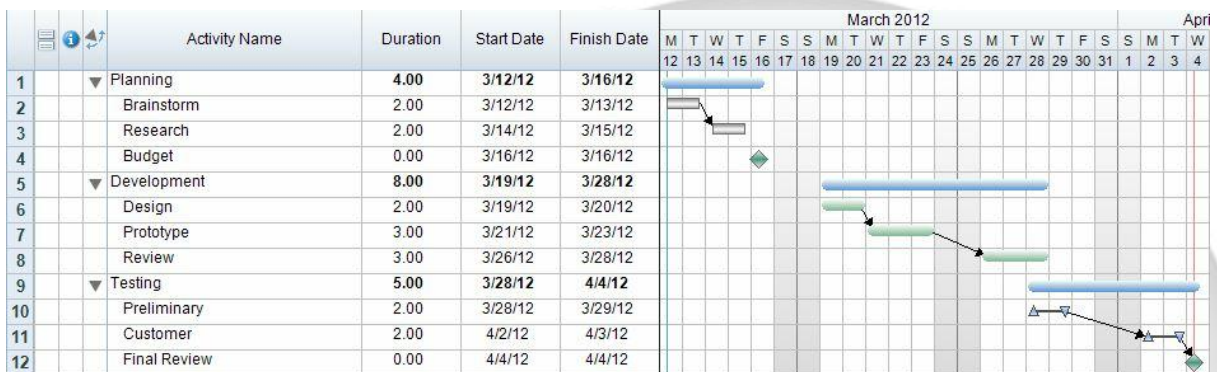 March 2012 Apri
Activity Name Duration Start Date Finish Date M T W T F S S M T W T F S S M T W T F S S M T W
12 13 14 15 16 17 18 19 20 21 22 23 24 25 26 27 28 29 30 31 1 2 3 4
1 Planning 4.00 3/12/12 3/16/12
2 Brainstorm 2.00 3/12/12 3/13/12
3 Research 2.00 3/14/12 3/15/12
4 Budget 0.00 3/16/12 3/16/12
5 Development 8.00 3/19/12 3/28/12
6 Design 2.00 3/19/12 3/20/12
7 Prototype 3.00 3/21/12 3/23/12
8 Review 3.00 3/26/12 3/28/12
9 Testing 5.00 3/28/12 4/4/12
10 Preliminary 2.00 3/28/12 3/29/12
11 Customer 2.00 4/2/12 4/3/12
12 Final Review 0.00 4/4/12 4/4/12